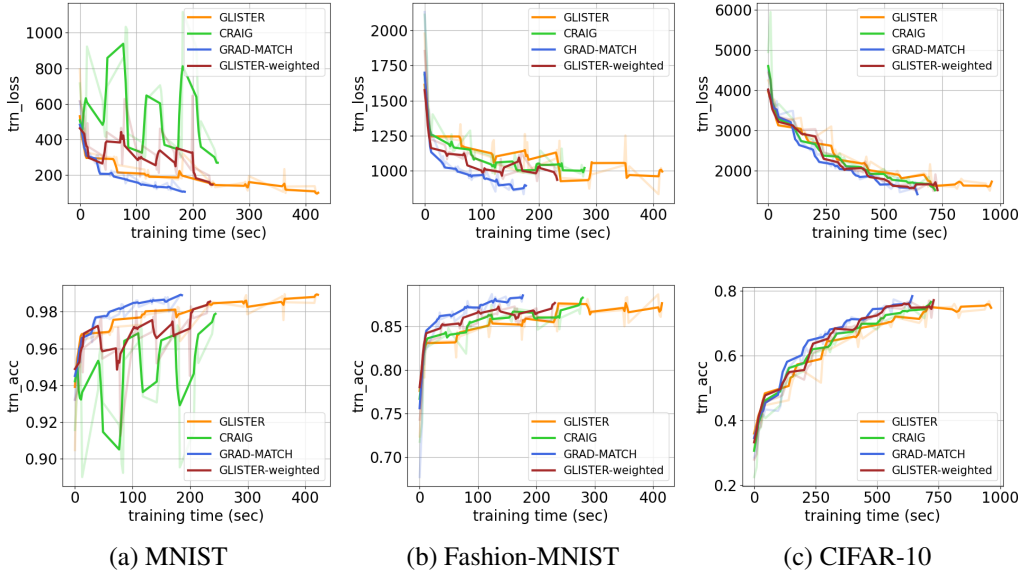 GLISTER
CRAIG
GRAD-MATCH
GLISTER-weighted
trn_loss
1000
800
600
400
200
0 100 200 300 400
training time (sec)
GLISTER
CRAIG
GRAD-MATCH
GLISTER-weighted
trn_loss
2000
1750
1500
1250
1000
0 100 200 300 400
training time (sec)
GLISTER
CRAIG
GRAD-MATCH
GLISTER-weighted
trn_loss
6000
5000
4000
3000
2000
0 250 500 750 1000
training time (sec)
trn_acc
0.98
0.96
0.94
0.92
0.90
GLISTER
CRAIG
GRAD-MATCH
GLISTER-weighted
0 100 200 300 400
training time (sec)
trn_acc
0.85
0.80
0.75
0.70
GLISTER
CRAIG
GRAD-MATCH
GLISTER-weighted
0 100 200 300 400
training time (sec)
trn_acc
0.8
0.6
0.4
0.2
GLISTER
CRAIG
GRAD-MATCH
GLISTER-weighted
0 250 500 750 1000
training time (sec)
(a) MNIST
(b) Fashion-MNIST
(c) CIFAR-10